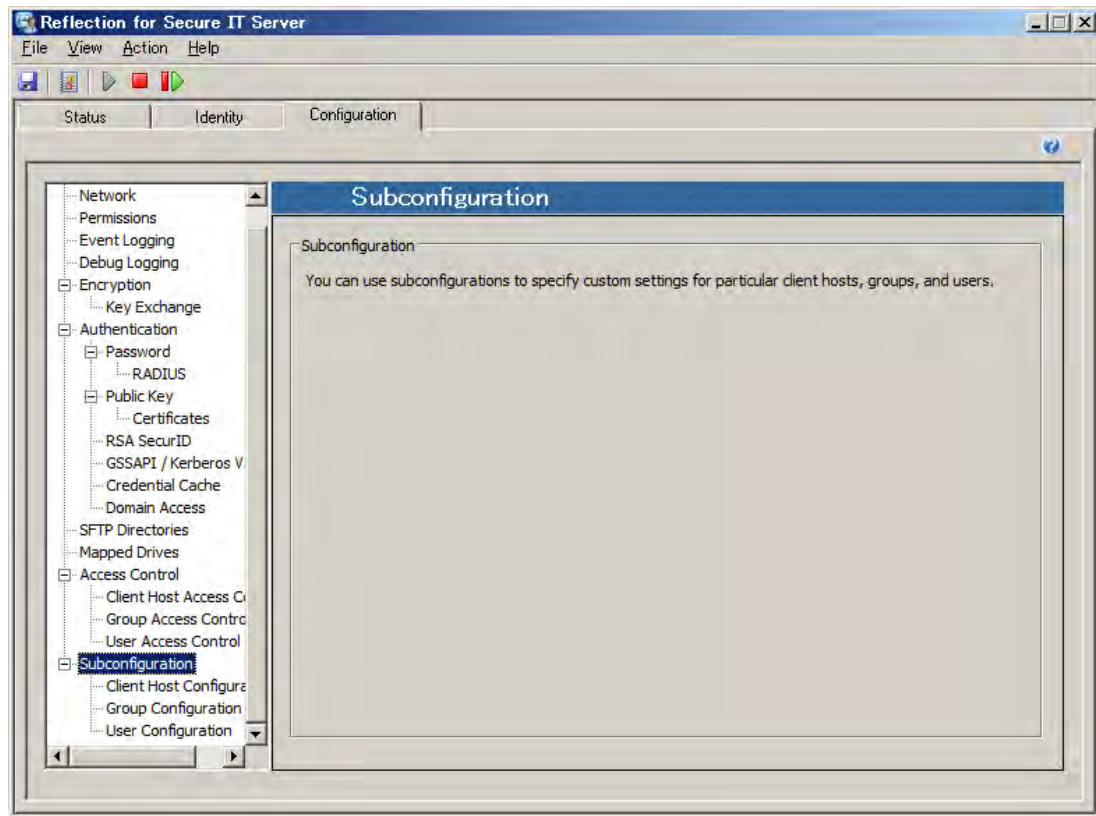 Reflection for Secure IT Server
File View Action Help
Status Identity Configuration
Network
Permissions
Event Logging
Debug Logging
Encryption
Key Exchange
Authentication
Password
RADIUS
Public Key
Certificates
RSA SecurID
GSSAPI / Kerberos V
Credential Cache
Domain Access
SFTP Directories
Mapped Drives
Access Control
Client Host Access C
Group Access Contro
User Access Control
Subconfiguration
Client Host Configura
Group Configuration
User Configuration
Subconfiguration
Subconfiguration
You can use subconfigurations to specify custom settings for particular client hosts, groups, and users.